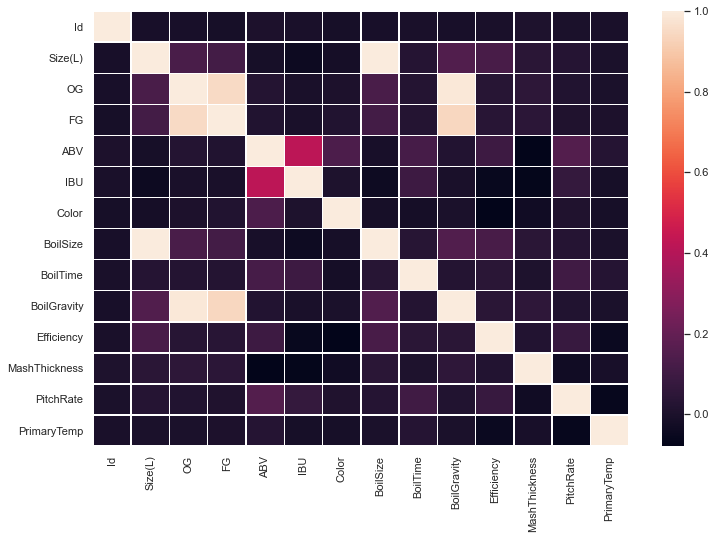 Id
Size(L)
OG
FG
ABV
IBU
Color
BoilSize
BoilTime
BoilGravity
Efficiency
MashThickness
PitchRate
PrimaryTemp
Id
Size(L)
OG
FG
ABV
IBU
Color
BoilSize
BoilTime
BoilGravity
Efficiency
MashThickness
PitchRate
PrimaryTemp
1.0
0.8
0.6
0.4
0.2
0.0